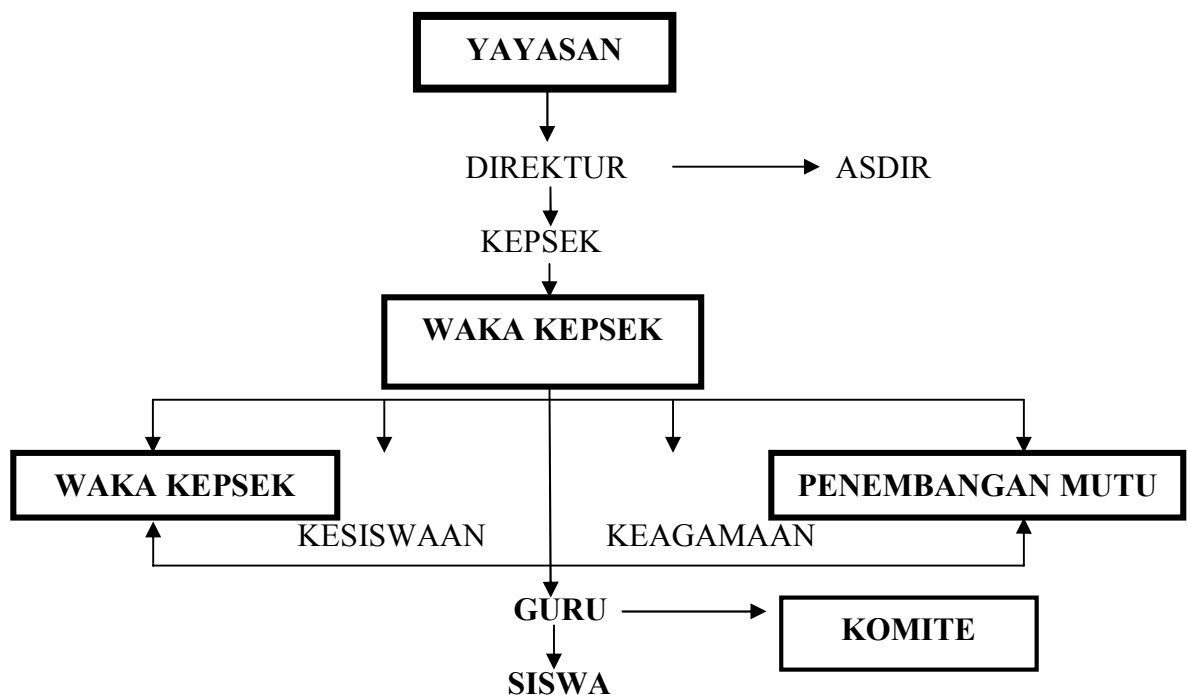 YAYASAN
DIREKTUR
ASDIR
KEPSEK
WAKA KEPSEK
WAKA KEPSEK
PENEMBANGAN MUTU
KESISWAAN
KEAGAMAAN
GURU
KOMITE
SISWA